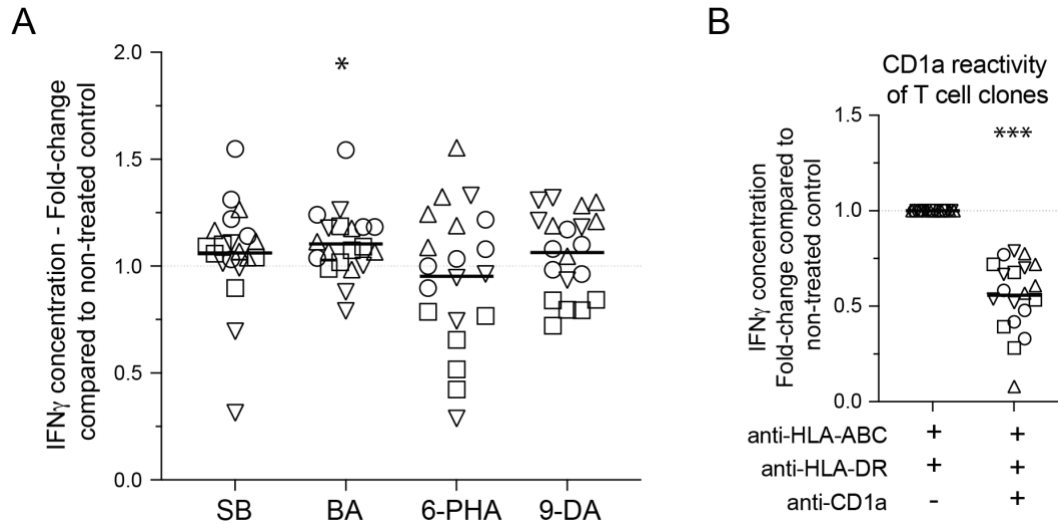 A
IFNγ concentration - Fold-change
compared to non-treated control
2.0
1.5
1.0
0.5
0.0
*
SB BA 6-PHA 9-DA
B
CD1a reactivity
of T cell clones
IFNγ concentration
Fold-change compared to
non-treated control
1.5
1.0
0.5
0.0
***
anti-HLA-ABC + +
anti-HLA-DR + +
anti-CD1a - +